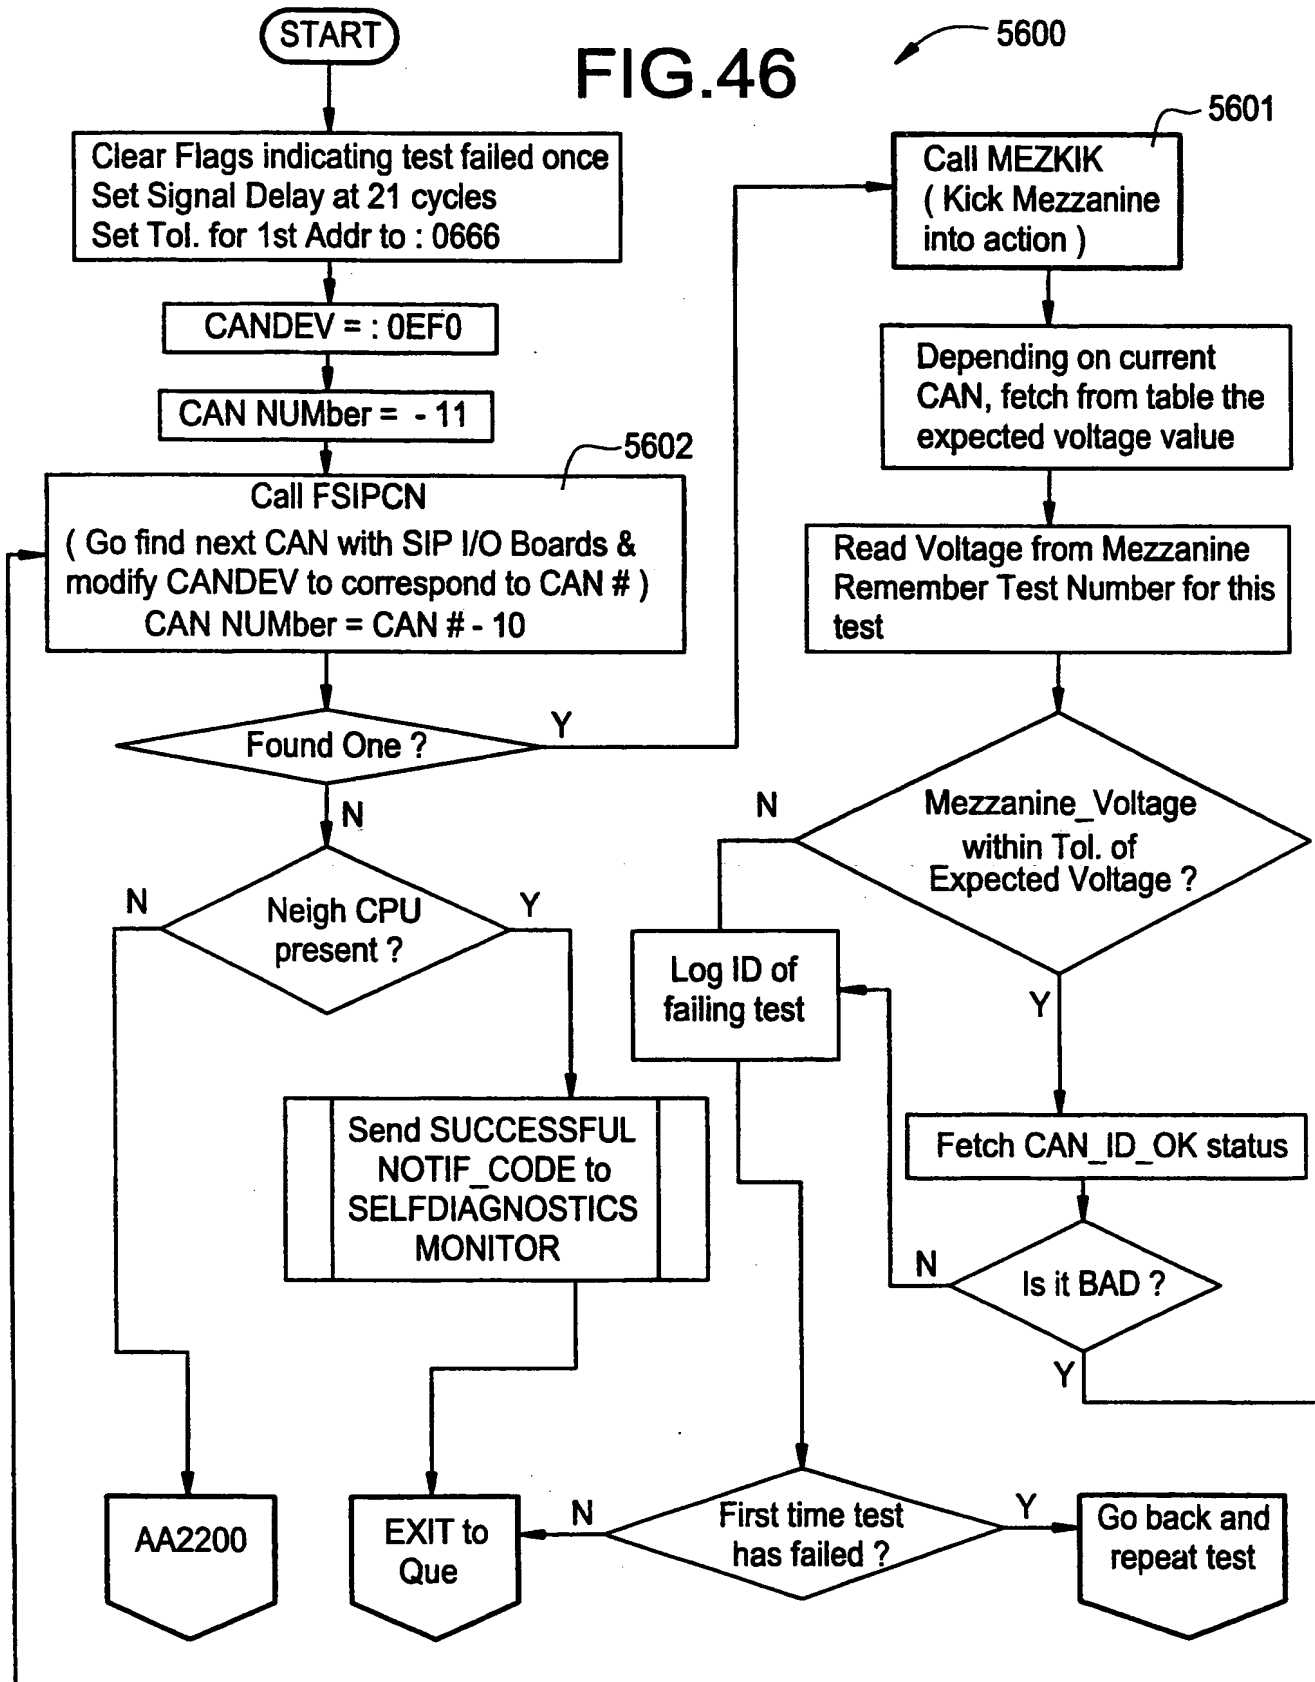 START
FIG.46
5600
Clear Flags indicating test failed once
Set Signal Delay at 21 cycles
Set Tol. for 1st Addr to : 0666
CANDEV = : 0EF0
CAN NUMber = - 11
5602
Call FSIPCN
( Go find next CAN with SIP I/O Boards &
modify CANDEV to correspond to CAN # )
CAN NUMber = CAN # - 10
Found One ?
Y
N
Neigh CPU
present ?
N
Y
Send SUCCESSFUL
NOTIF_CODE to
SELFDIAGNOSTICS
MONITOR
AA2200
EXIT to
Que
5601
Call MEZKIK
( Kick Mezzanine
into action )
Depending on current
CAN, fetch from table the
expected voltage value
Read Voltage from Mezzanine
Remember Test Number for this
test
Mezzanine_Voltage
within Tol. of
Expected Voltage ?
N
Y
Log ID of
failing test
Fetch CAN_ID_OK status
Is it BAD ?
N
Y
First time test
has failed ?
N
Y
Go back and
repeat test